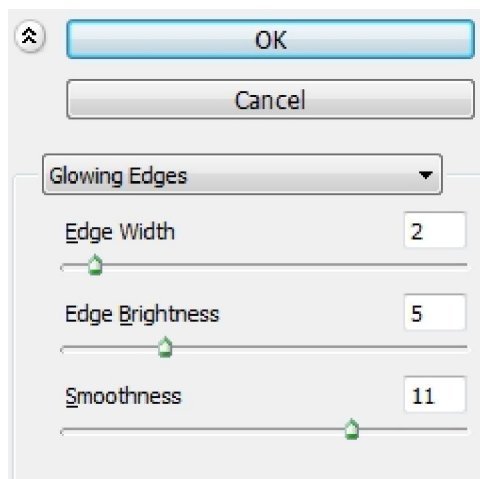 OK
Cancel
Glowing Edges
Edge Width 2
Edge Brightness 5
Smoothness 11